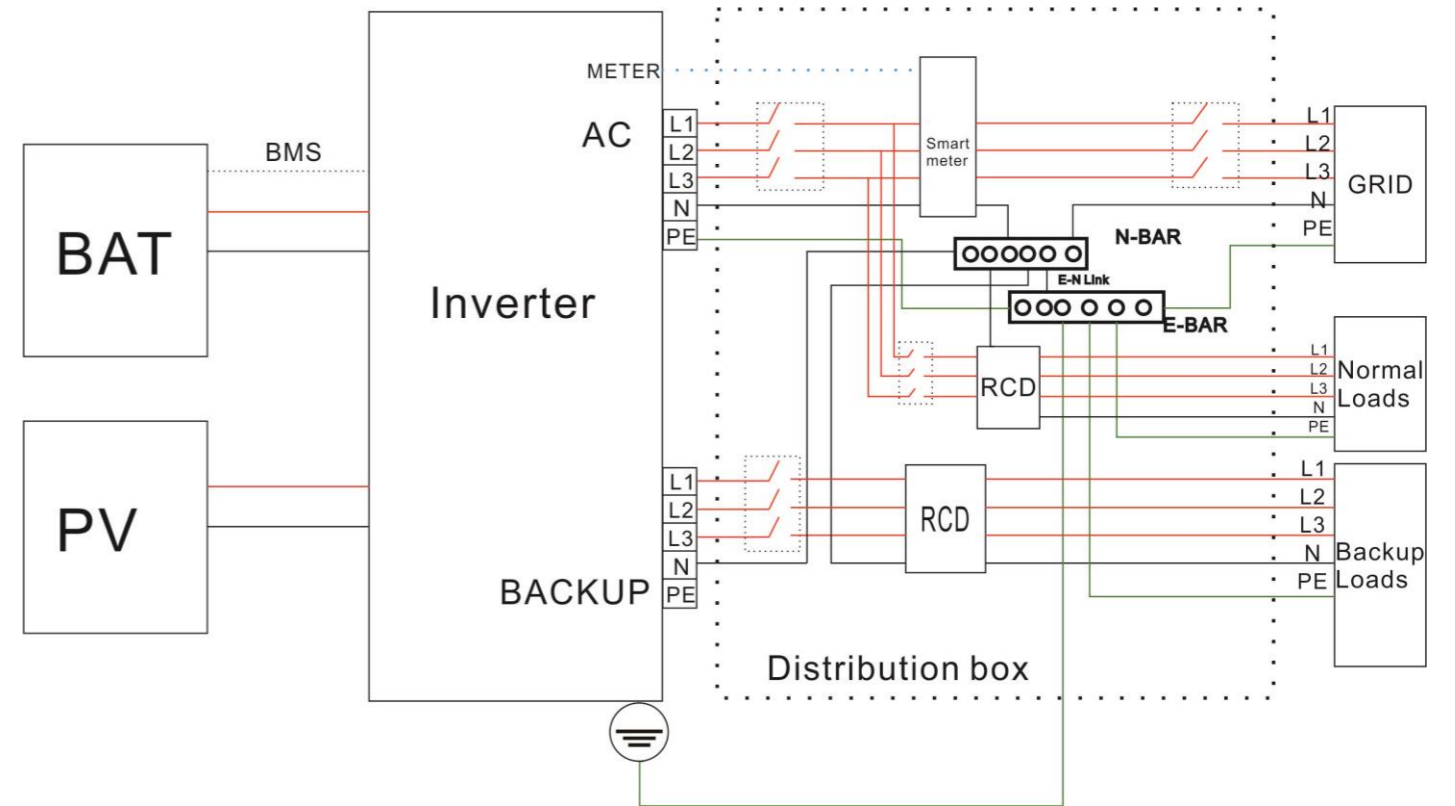 BAT
BMS
PV
Inverter
METER
AC
L1
L2
L3
N
PE
BACKUP
L1
L2
L3
N
PE
Smart
meter
N-BAR
E-N Link
E-BAR
RCD
RCD
Distribution box
L1
L2
L3
N
PE
GRID
L1
L2
L3
N
PE
Normal
Loads
L1
L2
L3
N
PE
Backup
Loads